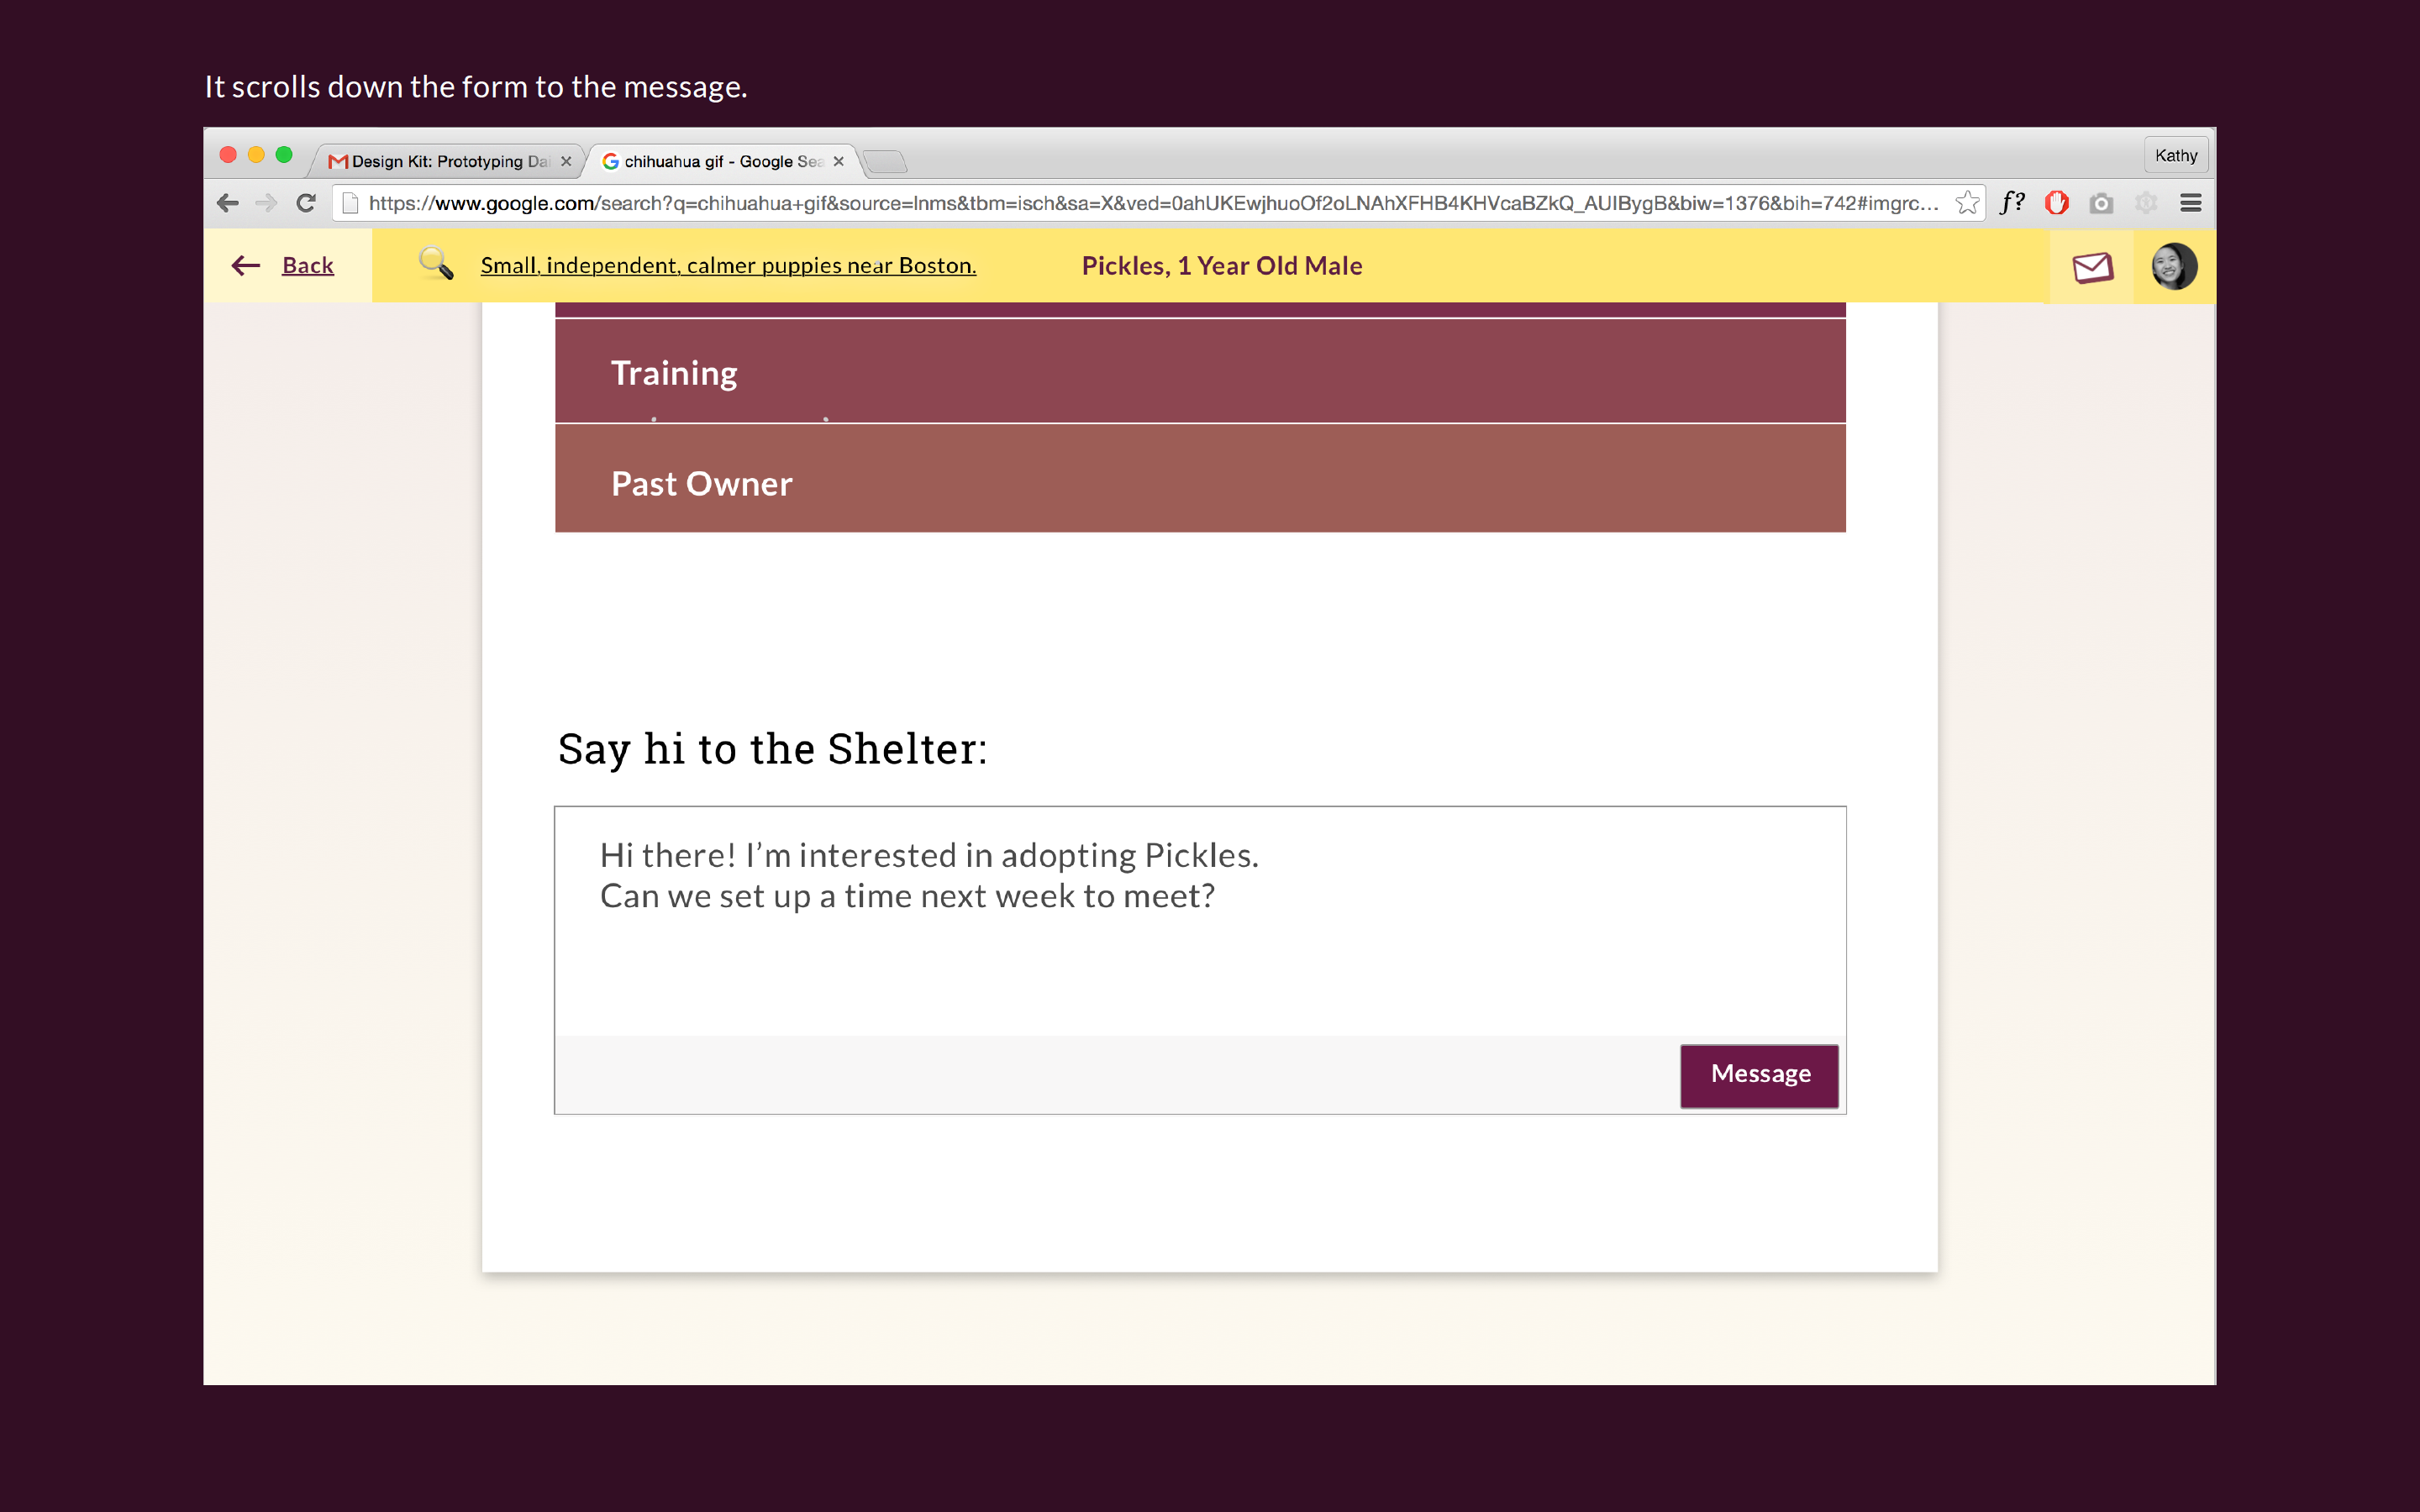 It scrolls down the form to the message.
Design Kit: Prototyping Da
chihuahua gif - Google Sea
Kathy
https://www.google.com/search?q=chihuahua+gif&source=lnms&tbm=isch&sa=X&ved=0ahUKEwjhuoOf2oLNAhXFHB4KHVcaBZkQ_AUIBygB&biw=1376&bih=742#imgrc...
f?
Back
Small, independent, calmer puppies near Boston.
Pickles, 1 Year Old Male
Training
Past Owner
Say hi to the Shelter:
Hi there! I’m interested in adopting Pickles.
Can we set up a time next week to meet?
Message